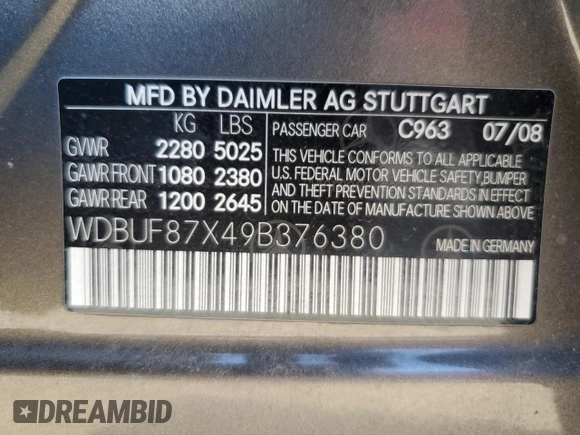 MFD BY DAIMLER AG STUTTGART
KG LBS
GVWR 2280 5025
GAWR FRONT 1080 2380
GAWR REAR 1200 2645
PASSENGER CAR C963 07/08
THIS VEHICLE CONFORMS TO ALL APPLICABLE
U.S. FEDERAL MOTOR VEHICLE SAFETY,BUMPER
AND THEFT PREVENTION STANDARDS IN EFFECT
ON THE DATE OF MANUFACTURE SHOWN ABOVE.
WDBUF87X49B376380
MADE IN GERMANY
DREAMBID